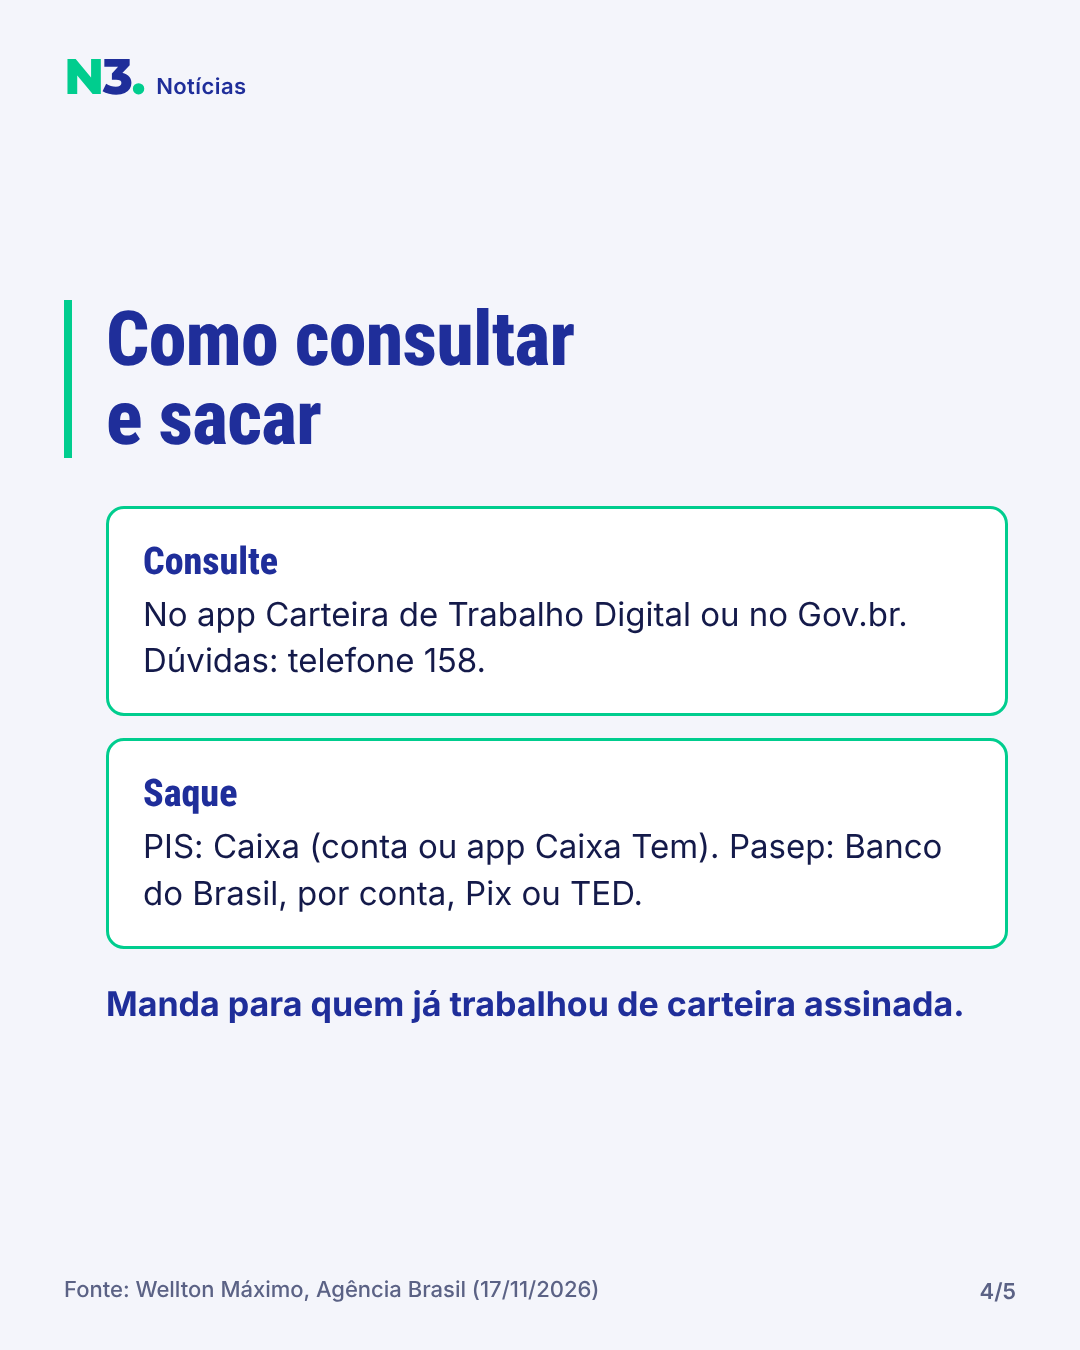 N3. Notícias
Como consultar
e sacar
Consulte
No app Carteira de Trabalho Digital ou no Gov.br.
Dúvidas: telefone 158.
Saque
PIS: Caixa (conta ou app Caixa Tem). Pasep: Banco
do Brasil, por conta, Pix ou TED.
Manda para quem já trabalhou de carteira assinada.
Fonte: Wellton Máximo, Agência Brasil (17/11/2026)
4/5